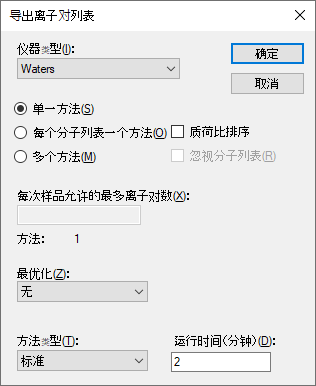 导出离子对列表
仪器类型(I):
确定
Waters
取消
单一方法(S)
每个分子列表一个方法(O)
质荷比排序
多个方法(M)
忽视分子列表(R)
每次样品允许的最多离子对数(X):
方法: 1
最优化(Z):
无
方法类型(T):
运行时间(分钟)(D):
标准
2